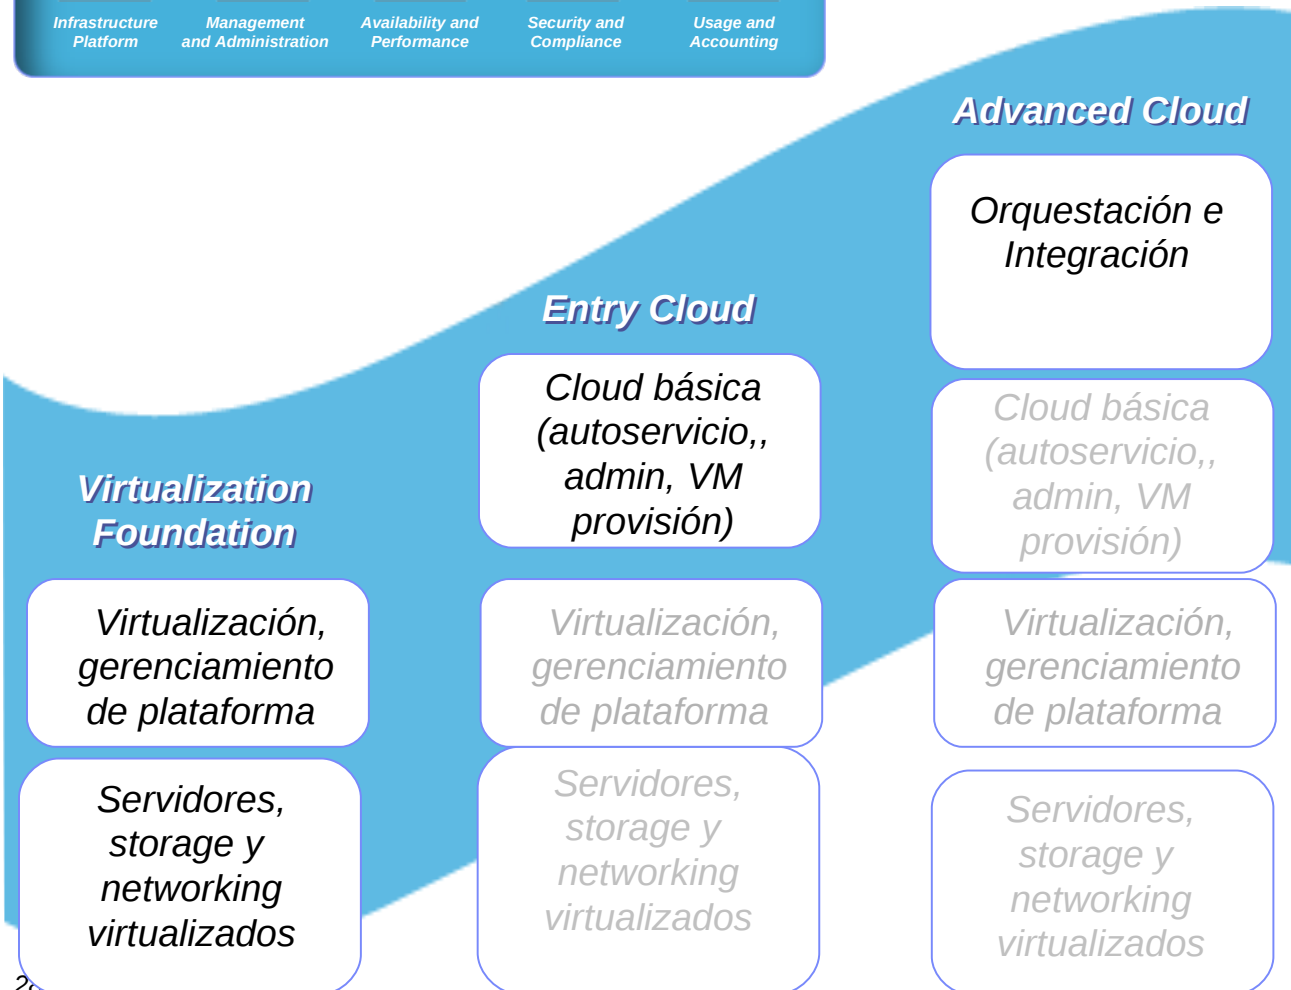 Infrastructure
Platform
Management
and Administration
Availability and
Performance
Security and
Compliance
Usage and
Accounting
Advanced Cloud
Orquestación e
Integración
Cloud básica
(autoservicio,,
admin, VM
provisión)
Virtualización,
gerenciamiento
de plataforma
Servidores,
storage y
networking
virtualizados
Entry Cloud
Cloud básica
(autoservicio,,
admin, VM
provisión)
Virtualización,
gerenciamiento
de plataforma
Servidores,
storage y
networking
virtualizados
Virtualization
Foundation
Virtualización,
gerenciamiento
de plataforma
Servidores,
storage y
networking
virtualizados